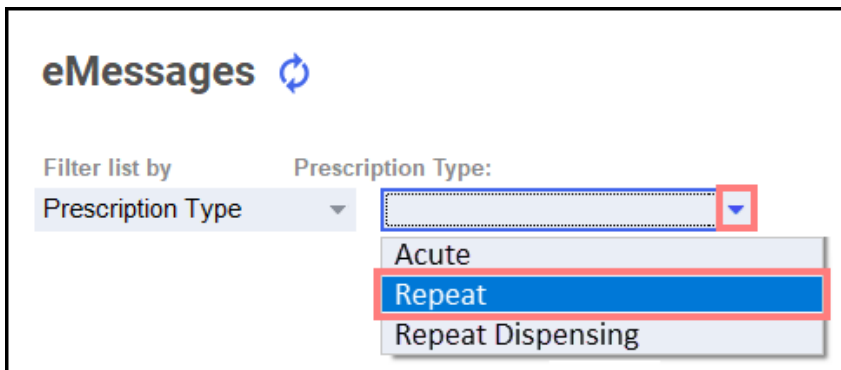 eMessages
Filter list by Prescription Type:
Prescription Type
Acute
Repeat
Repeat Dispensing